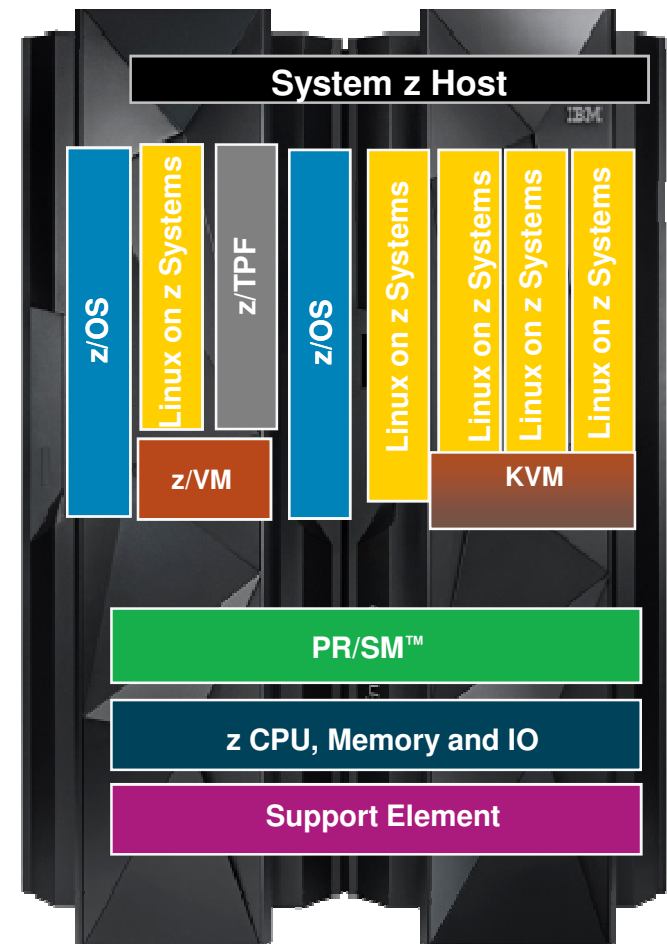 System z Host
IBM
z/OS
Linux on z Systems
z/TPF
z/OS
Linux on z Systems
Linux on z Systems
Linux on z Systems
Linux on z Systems
z/VM
KVM
PR/SM™
z CPU, Memory and IO
Support Element